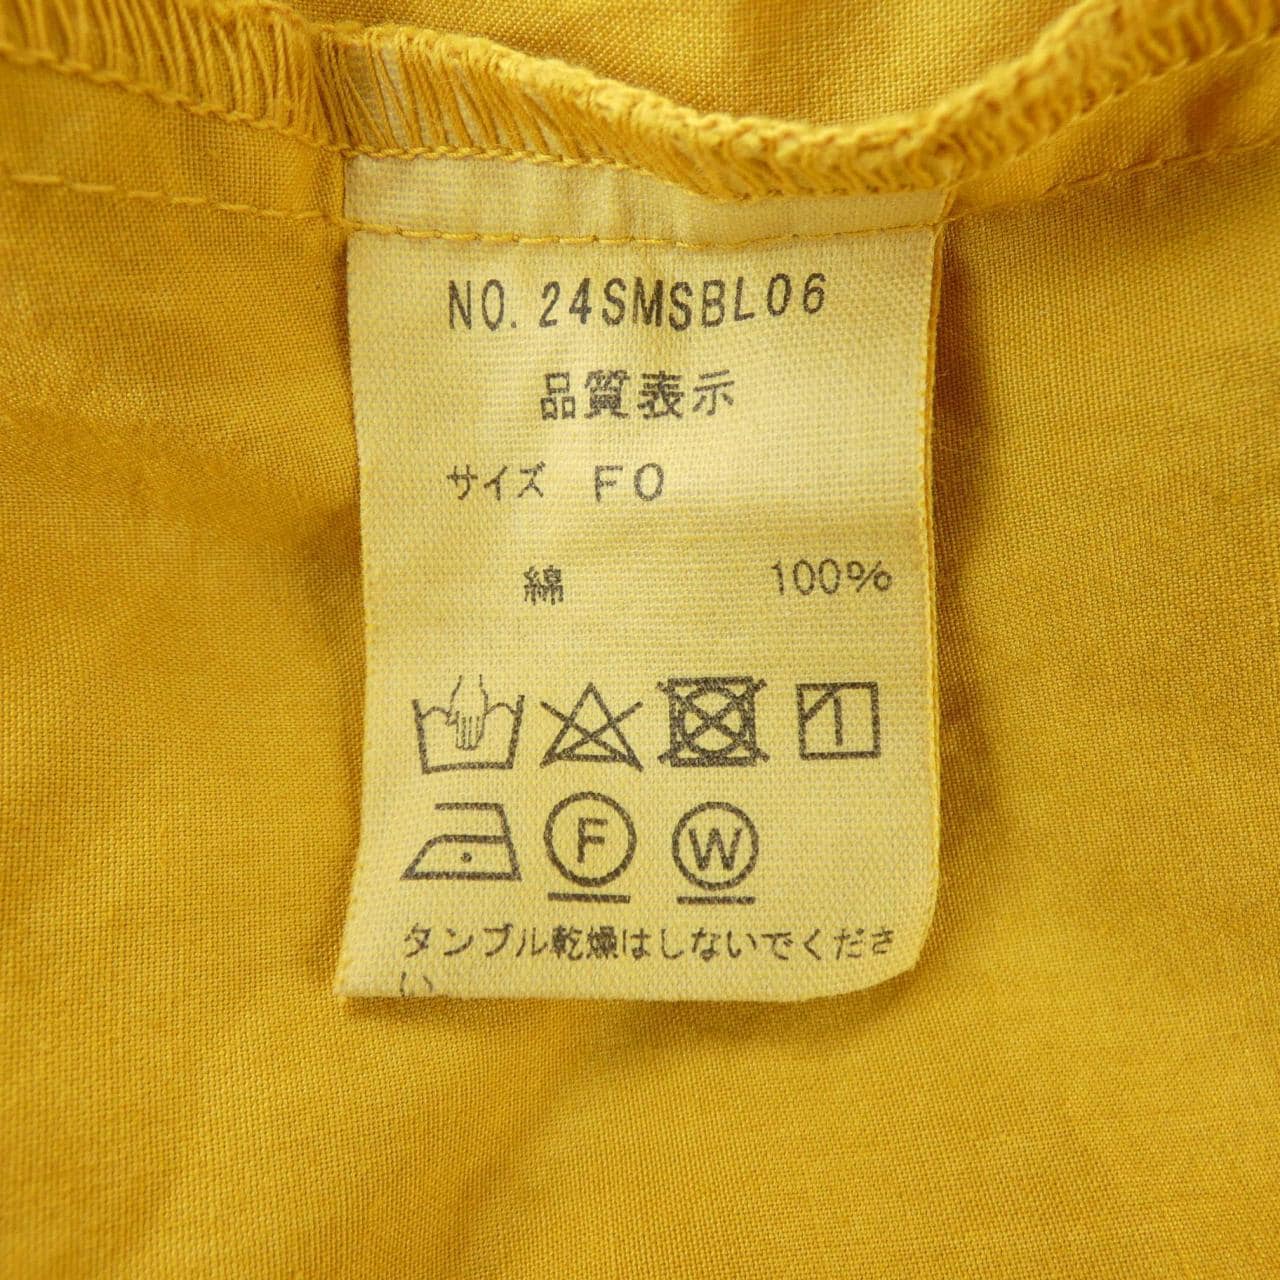 NO. 24SMSBL06
品質表示
サイズ FO
綿 100%
F W
タンブル乾燥はしないでくださ
い